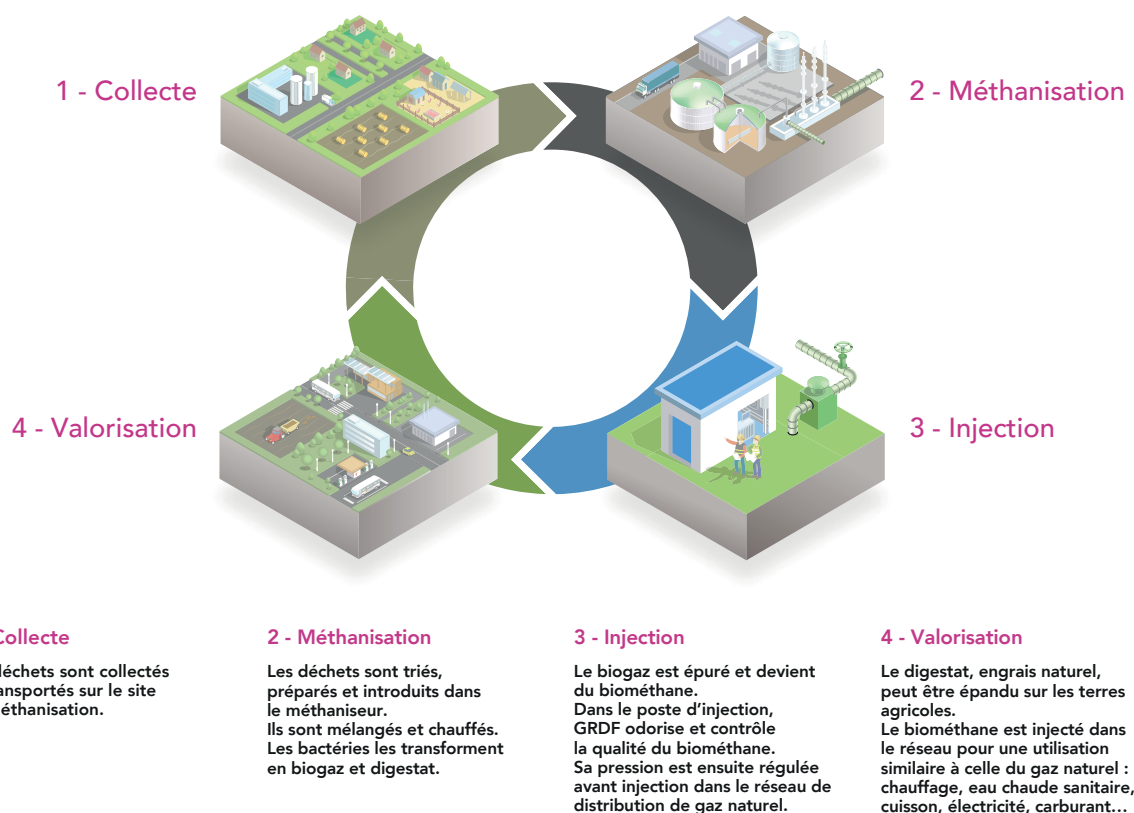 1 - Collecte
2 - Méthanisation
4 - Valorisation
3 - Injection
Collecte
déchets sont collectés
sur le site
2 - Méthanisation
Les déchets sont triés,
préparés et introduits dans
le méthaniseur.
Ils sont mélangés et chauffés.
Les bactéries les transforment
en biogaz et digestat.
3 - Injection
Le biogaz est épuré et devient
du biométhane.
Dans le poste d’injection,
GRDF odorise et contrôle
la qualité du biométhane.
Sa pression est ensuite régulée
avant injection dans le réseau de
distribution de gaz naturel.
4 - Valorisation
Le digestat, engrais naturel,
peut être épandu sur les terres
agricoles.
Le biométhane est injecté dans
le réseau pour une utilisation
similaire à celle du gaz naturel :
chauffage, eau chaude sanitaire,
cuisson, électricité, carburant…